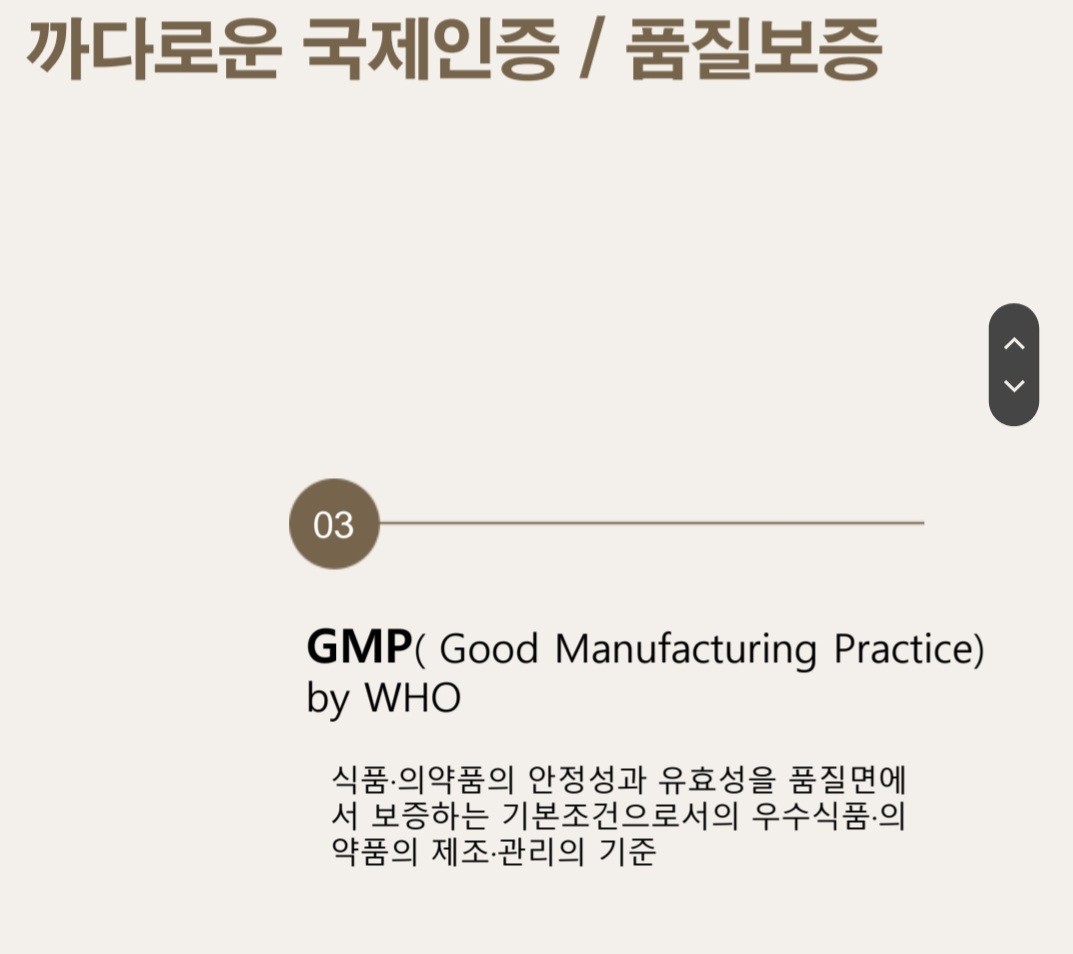 까다로운 국제인증 / 품질보증
03
GMP( Good Manufacturing Practice)
by WHO
식품·의약품의 안정성과 유효성을 품질면에
서 보증하는 기본조건으로서의 우수식품·의
약품의 제조·관리의 기준